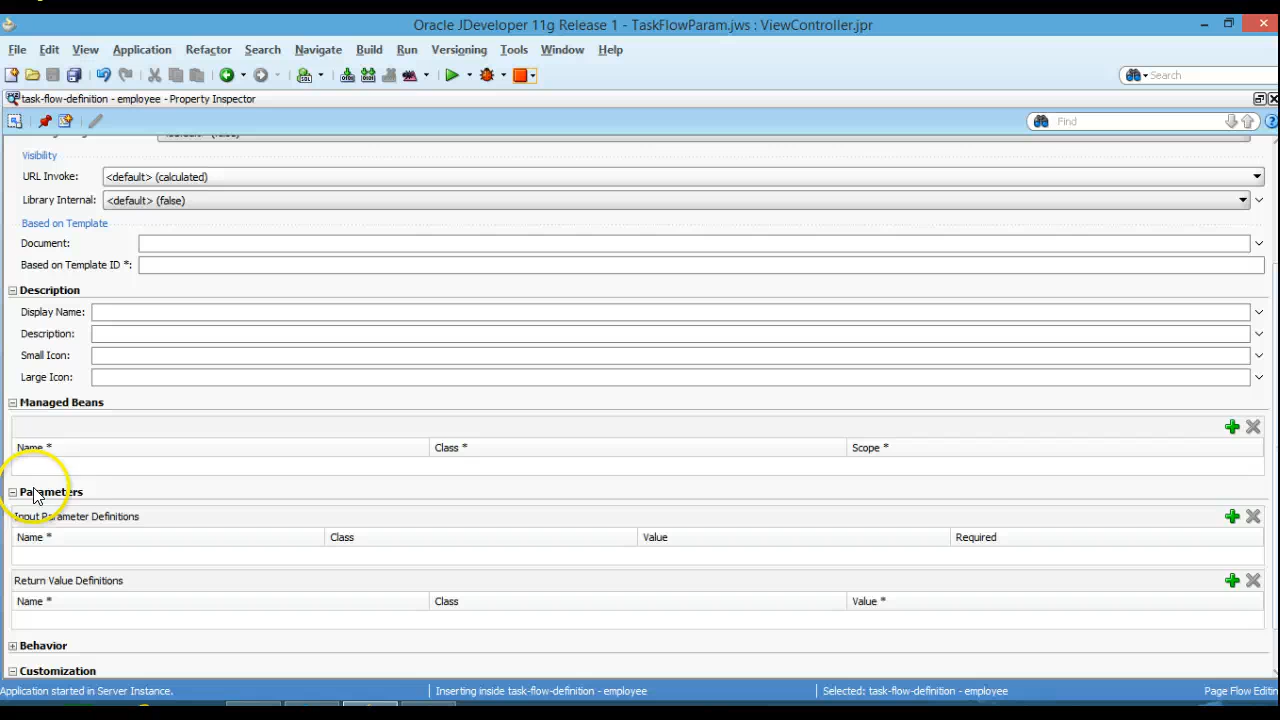 Oracle JDeveloper 11g Release 1 - TaskFlowParam.jws : ViewController.jpr
File Edit View Application Refactor Search Navigate Build Run Versioning Tools Window Help
Search
task-flow-definition - employee - Property Inspector
Find
Visibility
URL Invoke: <default> (calculated)
Library Internal: <default> (false)
Based on Template
Document:
Based on Template ID *:
Description
Display Name:
Description:
Small Icon:
Large Icon:
Managed Beans
Name * Class * Scope *
Parameters
Input Parameter Definitions
Name * Class Value Required
Return Value Definitions
Name * Class Value *
Behavior
Customization
Application started in Server Instance. Inserting inside task-flow-definition - employee Selected: task-flow-definition - employee Page Flow Editin